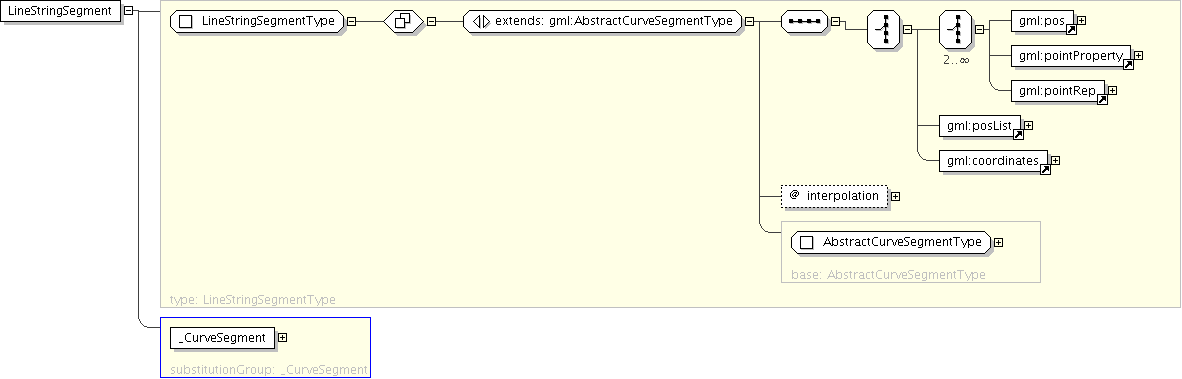 LineStringSegment
LineStringSegmentType
extends: gml:AbstractCurveSegmentType
2..∞
gml:pos
gml:pointProperty
gml:pointRep
gml:posList
gml:coordinates
@ interpolation
AbstractCurveSegmentType
base: AbstractCurveSegmentType
type: LineStringSegmentType
_CurveSegment
substitutionGroup: _CurveSegment